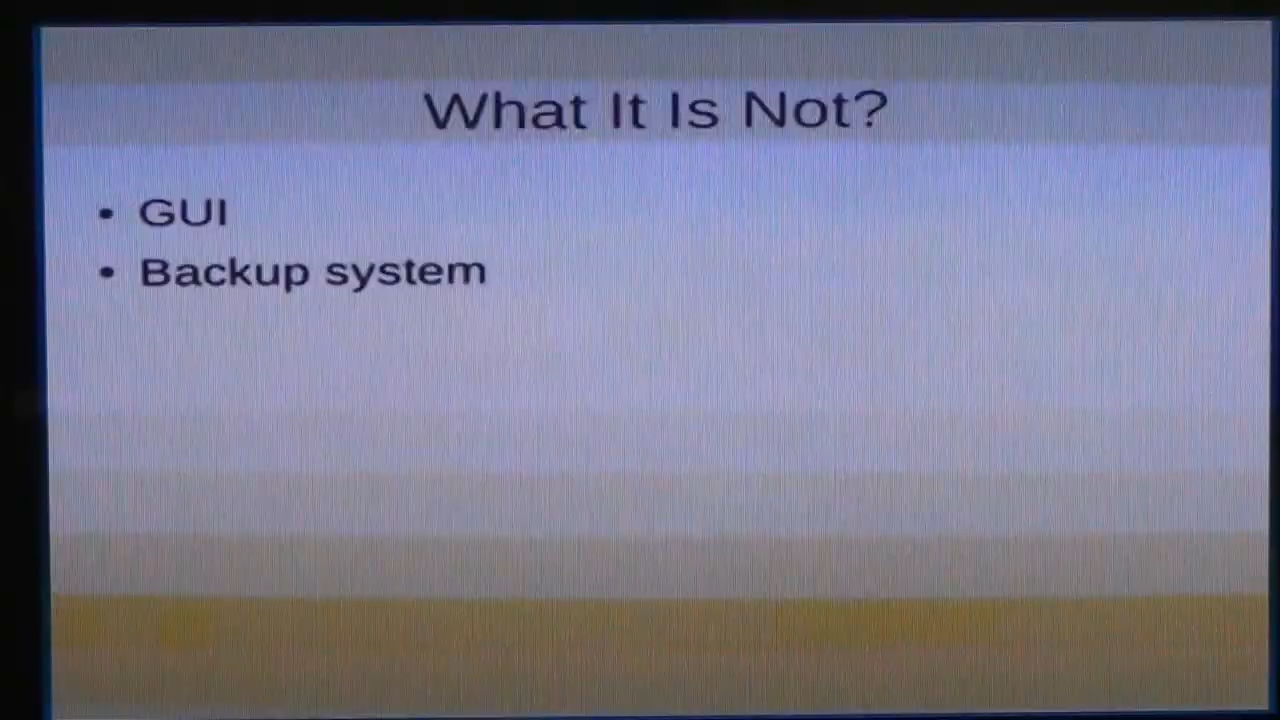 What It Is Not?
• GUI
• Backup system